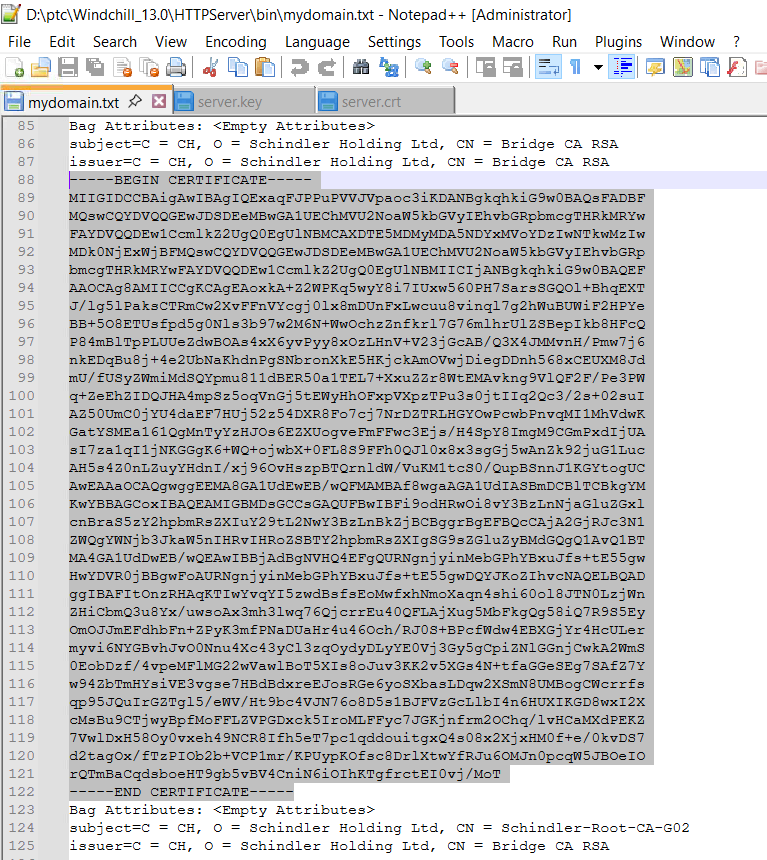 D:\ptc\Windchill_13.0\HTTPServer\bin\mydomain.txt - Notepad++ [Administrator]
File Edit Search View Encoding Language Settings Tools Macro Run Plugins Window ?
mydomain.txt server.key server.crt
85 Bag Attributes: <Empty Attributes>
86 subject=C = CH, O = Schindler Holding Ltd, CN = Bridge CA RSA
87 issuer=C = CH, O = Schindler Holding Ltd, CN = Bridge CA RSA
88 -----BEGIN CERTIFICATE-----
89 MIIGIDCCBAigAwIBAgIQExaqFJPPuPVVJVpaoc3iKDANBgkqhkiG9w0BAQsFADBF
90 MQswCQYDVQQGEwJDSDEeMBwGA1UEChMVU2NoaW5kbGVyIEhvbGRpbmcgTHRkMRYw
91 FAYDVQQDEw1CcmlkZ2UgQ0EgUlNBMCAXDTE5MDMyMDA5NDYxMVoYDzIwNTkwMzIw
92 MDk0NjExWjBFMQswCQYDVQQGEwJDSDEeMBwGA1UEChMVU2NoaW5kbGVyIEhvbGRp
93 bmcgTHRkMRYwFAYDVQQDEw1CcmlkZ2UgQ0EgUlNBMIICIjANBgkqhkiG9w0BAQEF
94 AAOCAg8AMIICCgKCAgEAoxkA+Z2WPKq5wyY8i7IUxw560PH7SarsSGQOl+BhqEXT
95 J/lg5lPaksCTRmCw2XvFFnVYcgj0lx8mDUnFxLwcuu8vinql7g2hWuBUWiF2HPYe
96 BB+5O8ETUsfpd5g0Nls3b97w2M6N+WwOchzZnfkrl7G76mlhrUlZSBepIkb8HFcQ
97 P84mBlTpPLUUeZdwBOAs4xX6yvPyy8xOzLHnV+V23jGcAB/Q3X4JMMvnH/Pmw7j6
98 nkEDqBu8j+4e2UbNaKhdnPgSNbronXkE5HKjckAmOVwjDiegDDnh568xCEUXM8Jd
99 mU/fUSyZWmiMdSQYpmu811dBER50a1TEL7+XxuZZr8WtEMAvkng9VlQF2F/Pe3PW
100 q+ZeEhZIDQJHA4mpSz5oqVnGj5tEWyHhOFxpVXpzTPu3s0jtIIq2Qc3/2s+02suI
101 AZ50UmC0jYU4daEF7HUj52z54DXR8Fo7cj7NrDZTRLHGYOwPcwbPnvqMI1MhVdwK
102 GatYSMEa161QgMnTyYzHJOs6EZXUogveFmFFwc3Ejs/H4SpY8ImgM9CGmPxdIjUA
103 sI7za1qI1jNKGGgK6+WQ+ojwbX+0FL8S9FFh0QJl0x8x3sgGj5wAnZk92juG1Luc
104 AH5s4Z0nLZuyYHdnI/xj96OvHszpBTQrnldW/VuKM1tcS0/QupBSnnJ1KGYtogUC
105 AwEAAaOCAQgwggEEMA8GA1UdEwEB/wQFMAMBAf8wgaAGA1UdIASBmDCBlTCBkgYM
106 KwYBBAGCoxIBAQEAMIGBMDsGCCsGAQUFBwIBFi9odHRwOi8vY3BzLnNjaGluZGxl
107 cnBraS5zY2hpbmRsZXIuY29tL2NwY3BzLnBkZjBCBggrBgEFBQcCAjA2GjRJc3N1
108 ZWQgYWNjb3JkaW5nIHRvIHRoZSBTY2hpbmRsZXIgSG9sZGluZyBMdGQgQ1AvQ1BT
109 MA4GA1UdDwEB/wQEAwIBBjAdBgNVHQ4EFgQURNgnjyinMebGPhYBxuJfs+tE55gw
110 HwYDVR0jBBgwFoAURNgnjyinMebGPhYBxuJfs+tE55gwDQYJKoZIhvcNAQELBQAD
111 ggIBAFItOnzRHAqKTIwYvqYI5zwdBsfsEoMwfxhNmoXaqn4shi60ol8JTN0LzjWn
112 ZHiCbmQ3u8Yx/uwsoAx3mh3lwq76QjcrrEu40QFLAjXug5MbFkgQg58iQ7R9S5Ey
113 OmOJJmEFdhbFn+ZPyK3mfPNaDUaHr4u46Och/RJ0S+BPcfWdw4EBXGjYr4HcULer
114 myvi6NYGBvhJvO0Nnu4Xc43yCl3zqOydyDLyYE0Vj3Gy5gCpiZNlGGnjCwkA2WmS
115 0EobDzf/4vpeMFlMG22wVawlBoT5XIs8oJuv3KK2v5XGs4N+tfaGGeSEg7SAfZ7Y
116 w94ZbTmHYsiVE3vgse7HBdBdxreEJosRGe6yoSXbasLDqw2XSmN8UMBogCWcrrfs
117 qp95JQuIrGZTgl5/eWV/Ht9bc4VJN76o8D5s1BJFVzGcLlbI4n6HUXIKGD8wxI2X
118 cMsBu9CTjwyBpfMoFFLZVPGDxck5IroMLFFyc7JGKjnfrm2OChq/lvHCaMXdPEKZ
119 7VwlDxH58Oy0vxeh49NCR8Ifh5eT7pc1qddouitgxQ4s08x2XjxHM0f+e/0kvDS7
120 d2tagOx/fTzPIOb2b+VCP1mr/KPUypKOfsc8DrlXtwYfRJu6OMJn0pcqW5JBOeIO
121 rQTmBaCqdsboeHT9gb5vBV4CniN6iOIhKTgfrctEI0vj/MoT
122 -----END CERTIFICATE-----
123 Bag Attributes: <Empty Attributes>
124 subject=C = CH, O = Schindler Holding Ltd, CN = Schindler-Root-CA-G02
125 issuer=C = CH, O = Schindler Holding Ltd, CN = Bridge CA RSA